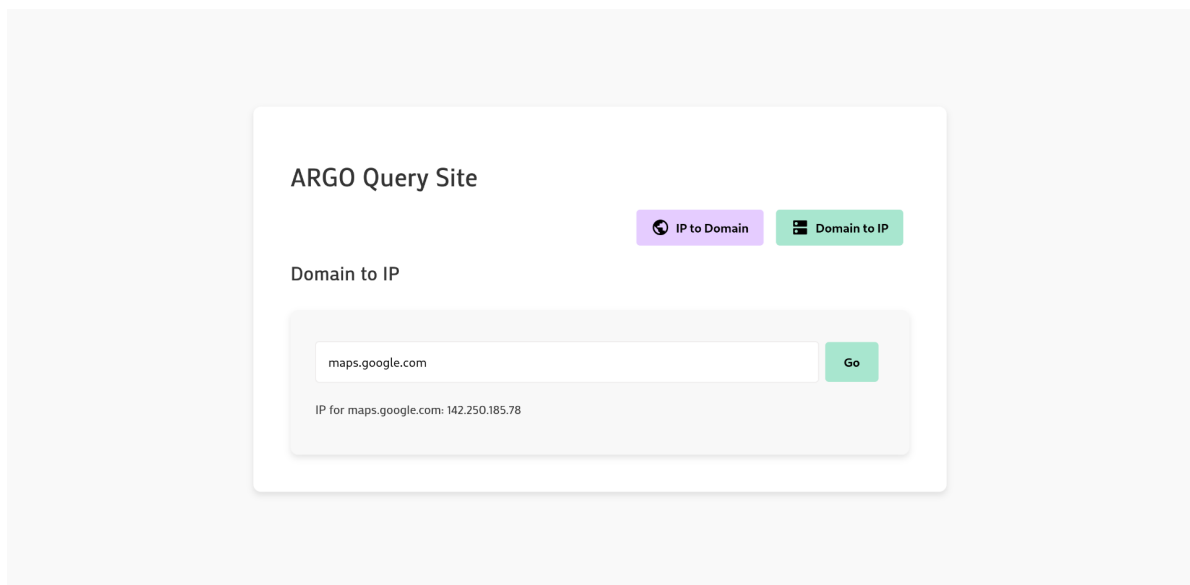 ARGO Query Site
IP to Domain Domain to IP
Domain to IP
maps.google.com Go
IP for maps.google.com: 142.250.185.78